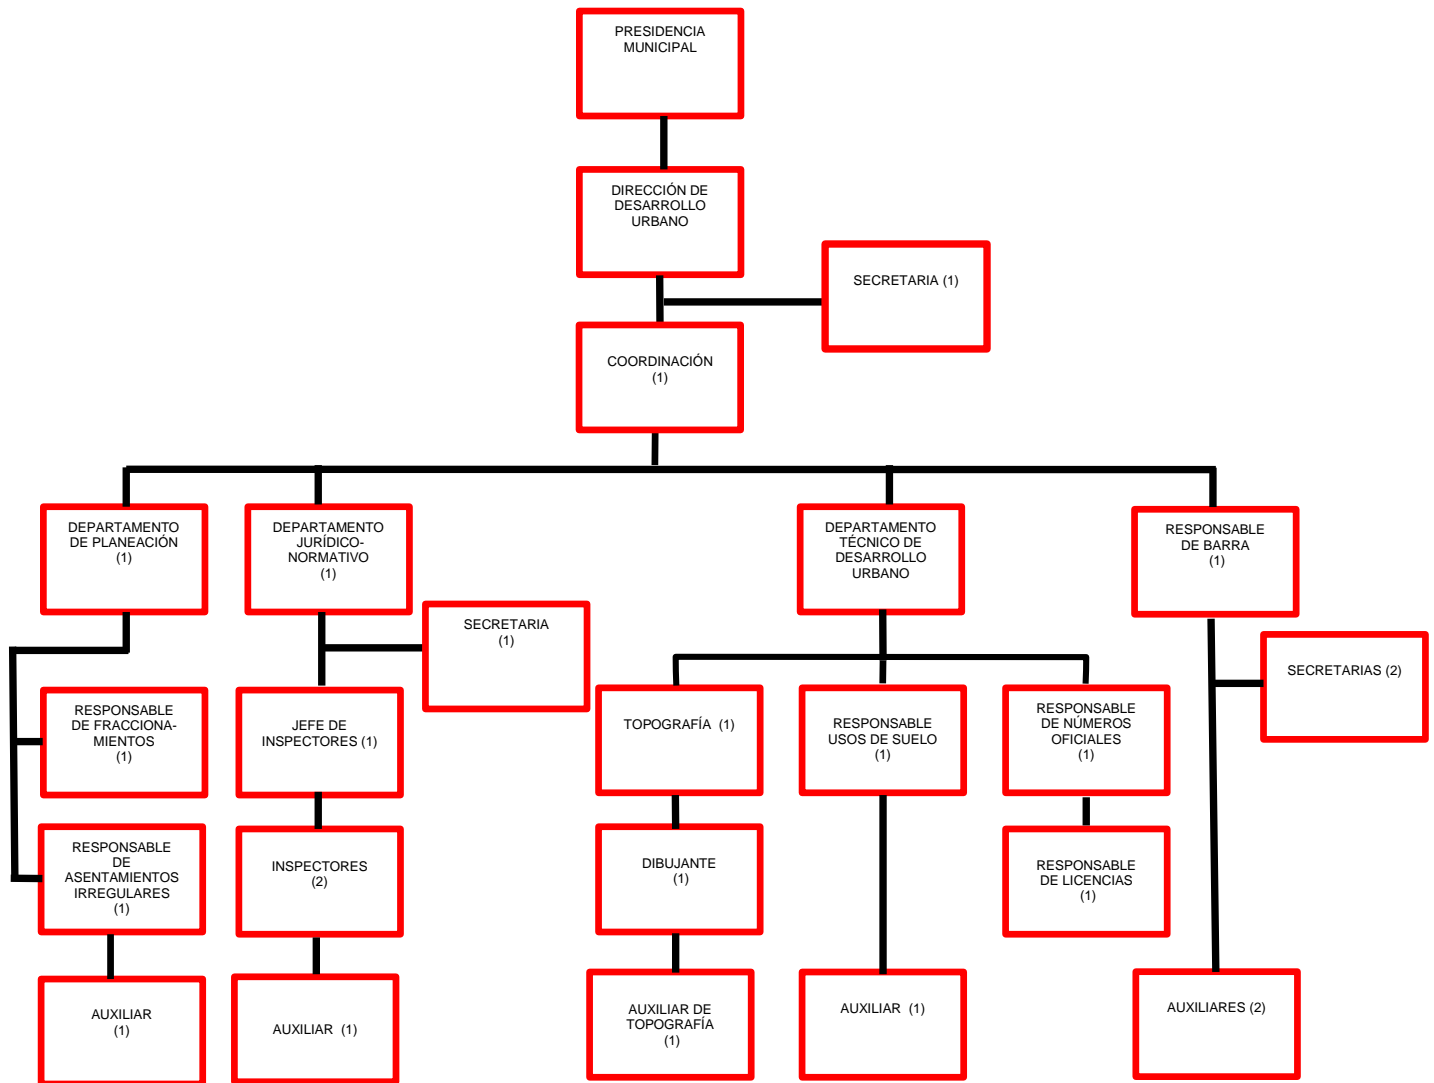 PRESIDENCIA
MUNICIPAL
DIRECCIÓN DE
DESARROLLO
URBANO
SECRETARIA (1)
COORDINACIÓN
(1)
DEPARTAMENTO
DE PLANEACIÓN
(1)
DEPARTAMENTO
JURÍDICO-
NORMATIVO
(1)
DEPARTAMENTO
TÉCNICO DE
DESARROLLO
URBANO
RESPONSABLE
DE BARRA
(1)
SECRETARIA
(1)
SECRETARIAS (2)
RESPONSABLE
DE FRACCIONA-
MIENTOS
(1)
JEFE DE
INSPECTORES (1)
TOPOGRAFÍA (1)
RESPONSABLE
USOS DE SUELO
(1)
RESPONSABLE
DE NÚMEROS
OFICIALES
(1)
RESPONSABLE
DE
ASENTAMIENTOS
IRREGULARES
(1)
INSPECTORES
(2)
DIBUJANTE
(1)
RESPONSABLE
DE LICENCIAS
(1)
AUXILIAR
(1)
AUXILIAR (1)
AUXILIAR DE
TOPOGRAFÍA
(1)
AUXILIAR (1)
AUXILIARES (2)